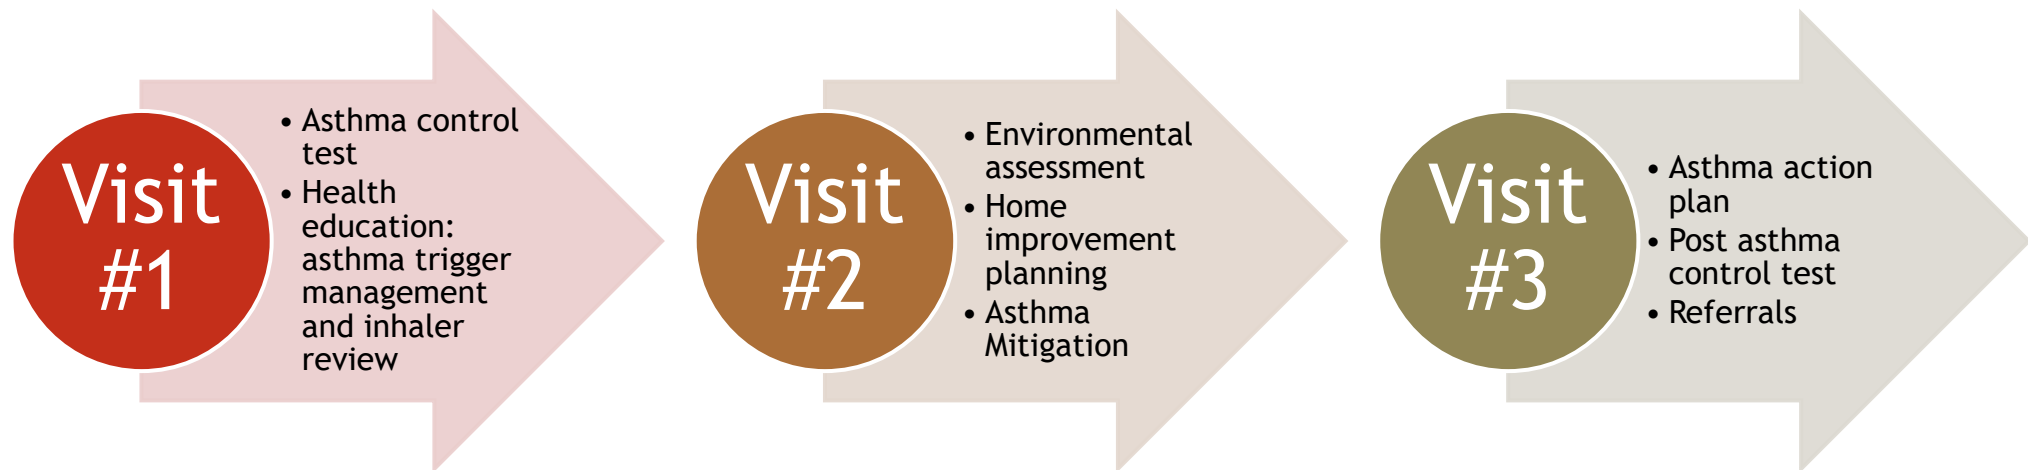 Visit
#1
• Asthma control
test
• Health
education:
asthma trigger
management
and inhaler
review
Visit
#2
• Environmental
assessment
• Home
improvement
planning
• Asthma
Mitigation
Visit
#3
• Asthma action
plan
• Post asthma
control test
• Referrals